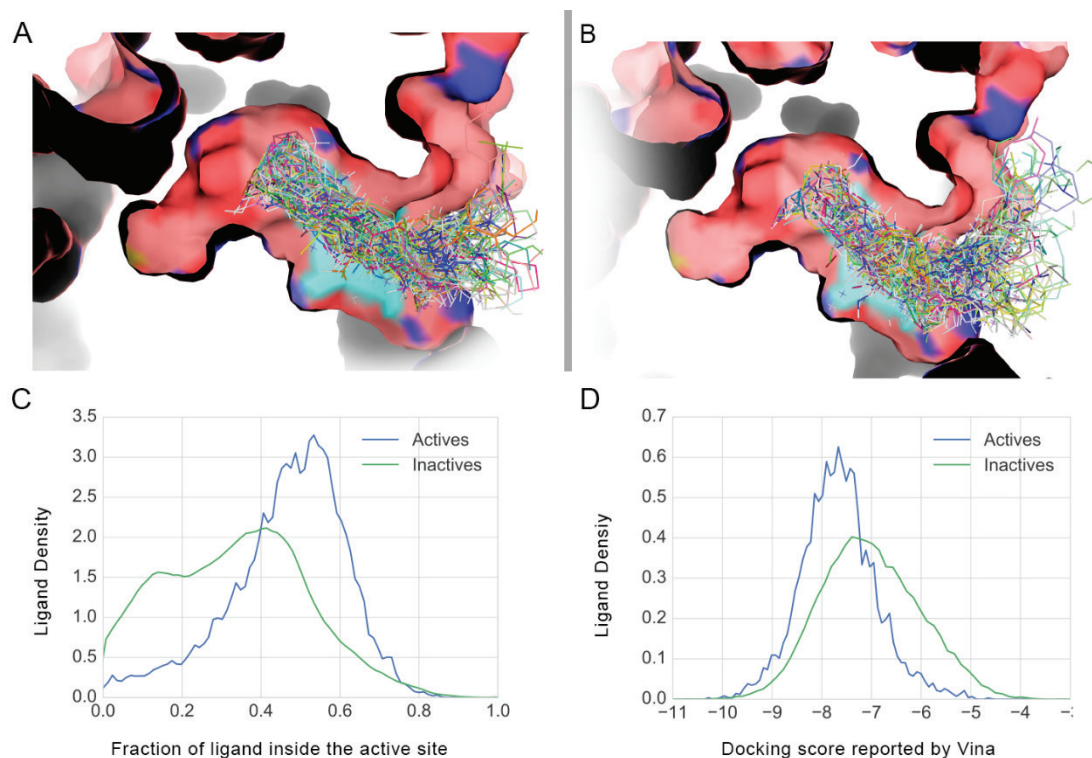 A
B
C
3.5
3.0
2.5
2.0
1.5
1.0
0.5
0.0
Ligand Density
Actives
Inactives
0.0 0.2 0.4 0.6 0.8 1.0
Fraction of ligand inside the active site
D
0.7
0.6
0.5
0.4
0.3
0.2
0.1
0.0
Ligand Density
Actives
Inactives
−11 −10 −9 −8 −7 −6 −5 −4
Docking score reported by Vina